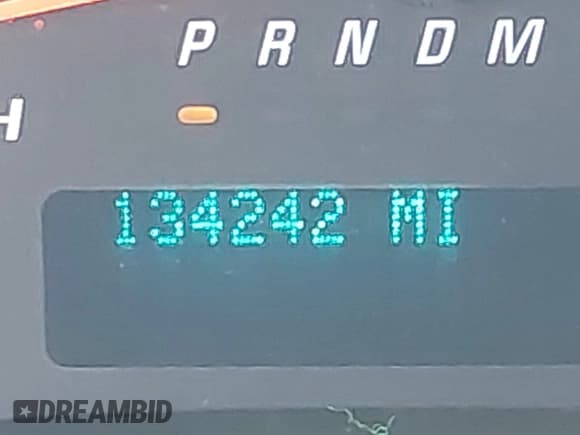 P R N D M
H
134242 MI
DREAMBID